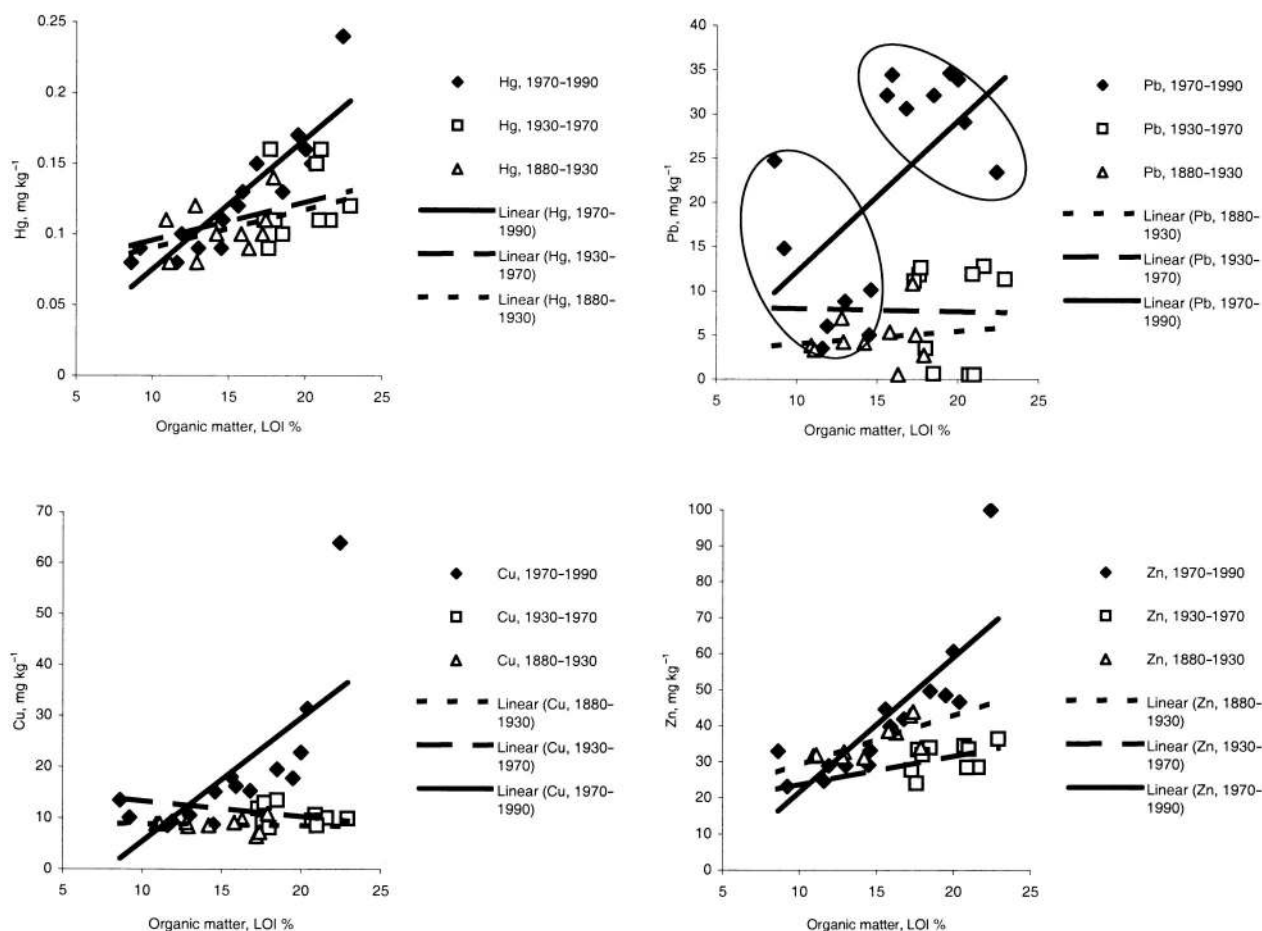 0.25
0.2
0.15
0.1
0.05
0
Hg, mg kg⁻¹
5 10 15 20 25
Organic matter, LOI %
Hg, 1970–1990
Hg, 1930–1970
Hg, 1880–1930
Linear (Hg, 1970–
1990)
Linear (Hg, 1930–
1970)
Linear (Hg, 1880–
1930)
40
35
30
25
20
15
10
5
0
Pb, mg kg⁻¹
5 10 15 20 25
Organic matter, LOI %
Pb, 1970–1990
Pb, 1930–1970
Pb, 1880–1930
Linear (Pb, 1880–
1930)
Linear (Pb, 1930–
1970)
Linear (Pb, 1970–
1990)
70
60
50
40
30
20
10
0
Cu, mg kg⁻¹
5 10 15 20 25
Organic matter, LOI %
Cu, 1970–1990
Cu, 1930–1970
Cu, 1880–1930
Linear (Cu, 1880–
1930)
Linear (Cu, 1930–
1970)
Linear (Cu, 1970–
1990)
100
90
80
70
60
50
40
30
20
10
0
Zn, mg kg⁻¹
5 10 15 20 25
Organic matter, LOI %
Zn, 1970–1990
Zn, 1930–1970
Zn, 1880–1930
Linear (Zn, 1880–
1930)
Linear (Zn, 1930–
1970)
Linear (Zn, 1970–
1990)